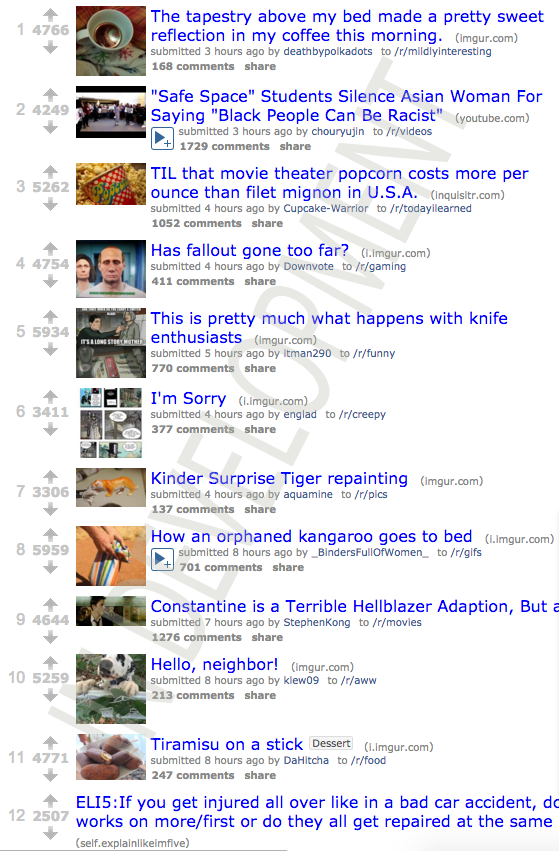 1 4766 The tapestry above my bed made a pretty sweet
reflection in my coffee this morning. (imgur.com)
submitted 3 hours ago by deathbypolkadots to /r/mildlyinteresting
168 comments share
2 4249 "Safe Space" Students Silence Asian Woman For
Saying "Black People Can Be Racist" (youtube.com)
submitted 3 hours ago by chouryujin to /r/videos
1729 comments share
3 5262 TIL that movie theater popcorn costs more per
ounce than filet mignon in U.S.A. (inquisitr.com)
submitted 4 hours ago by Cupcake-Warrior to /r/todayilearned
1052 comments share
4 4754 Has fallout gone too far? (i.imgur.com)
submitted 4 hours ago by Downvote to /r/gaming
411 comments share
5 5934 This is pretty much what happens with knife
enthusiasts (imgur.com)
IT'S A LONG STORY, MOTHER
submitted 5 hours ago by itman290 to /r/funny
770 comments share
6 3411 I'm Sorry (i.imgur.com)
submitted 4 hours ago by englad to /r/creepy
377 comments share
7 3306 Kinder Surprise Tiger repainting (imgur.com)
submitted 4 hours ago by aquamine to /r/pics
137 comments share
8 5959 How an orphaned kangaroo goes to bed (i.imgur.com)
submitted 8 hours ago by _BindersFullOfWomen_ to /r/gifs
701 comments share
9 4644 Constantine is a Terrible Hellblazer Adaption, But a
submitted 7 hours ago by StephenKong to /r/movies
1276 comments share
10 5259 Hello, neighbor! (imgur.com)
submitted 8 hours ago by klew09 to /r/aww
213 comments share
11 4771 Tiramisu on a stick Dessert (i.imgur.com)
submitted 8 hours ago by DaHitcha to /r/food
247 comments share
12 2507 ELI5:If you get injured all over like in a bad car accident, do
works on more/first or do they all get repaired at the same
(self.explainlikeimfive)
IN DEVELOPMENT